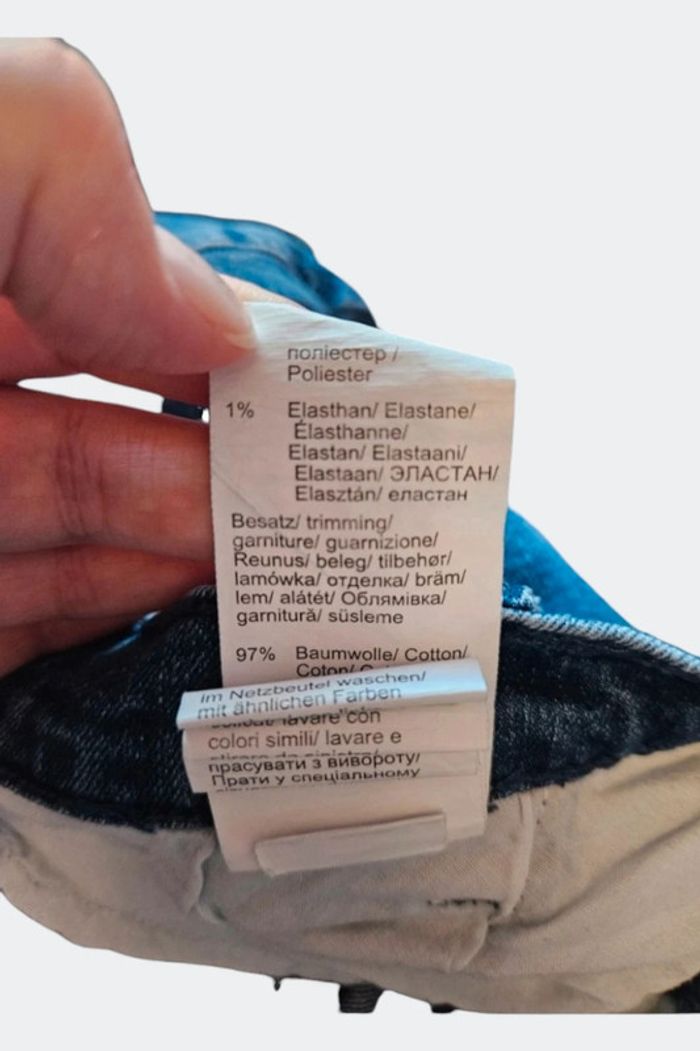 поліестер /
Poliester
1% Elasthan/ Elastane/
Élasthanne/
Elastan/ Elastaani/
Elastaan/ ЭЛАСТАН/
Elasztán/ еластан
Besatz/ trimming/
garniture/ guarnizione/
Reunus/ beleg/ tilbehør/
lamówka/ отделка/ bräm/
lem/ alátét/ Облямівка/
garnitură/ süsleme
97% Baumwolle/ Cotton/
Coton/
im Netzbeutel waschen/
mit ähnlichen Farben
lavare con
colori simili/ lavare e
прасувати з вивороту/
Прати у спеціальному